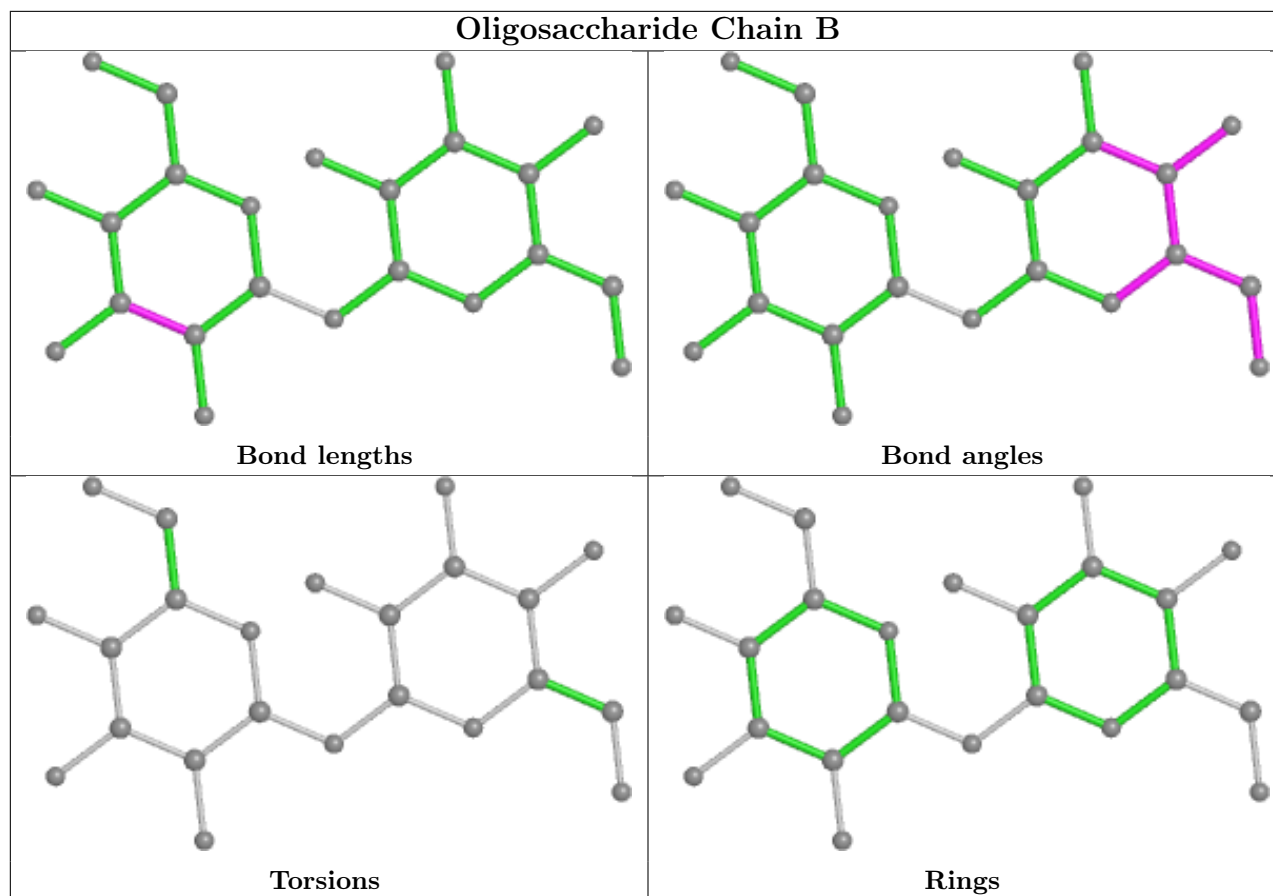 Oligosaccharide Chain B
Bond lengths
Bond angles
Torsions
Rings